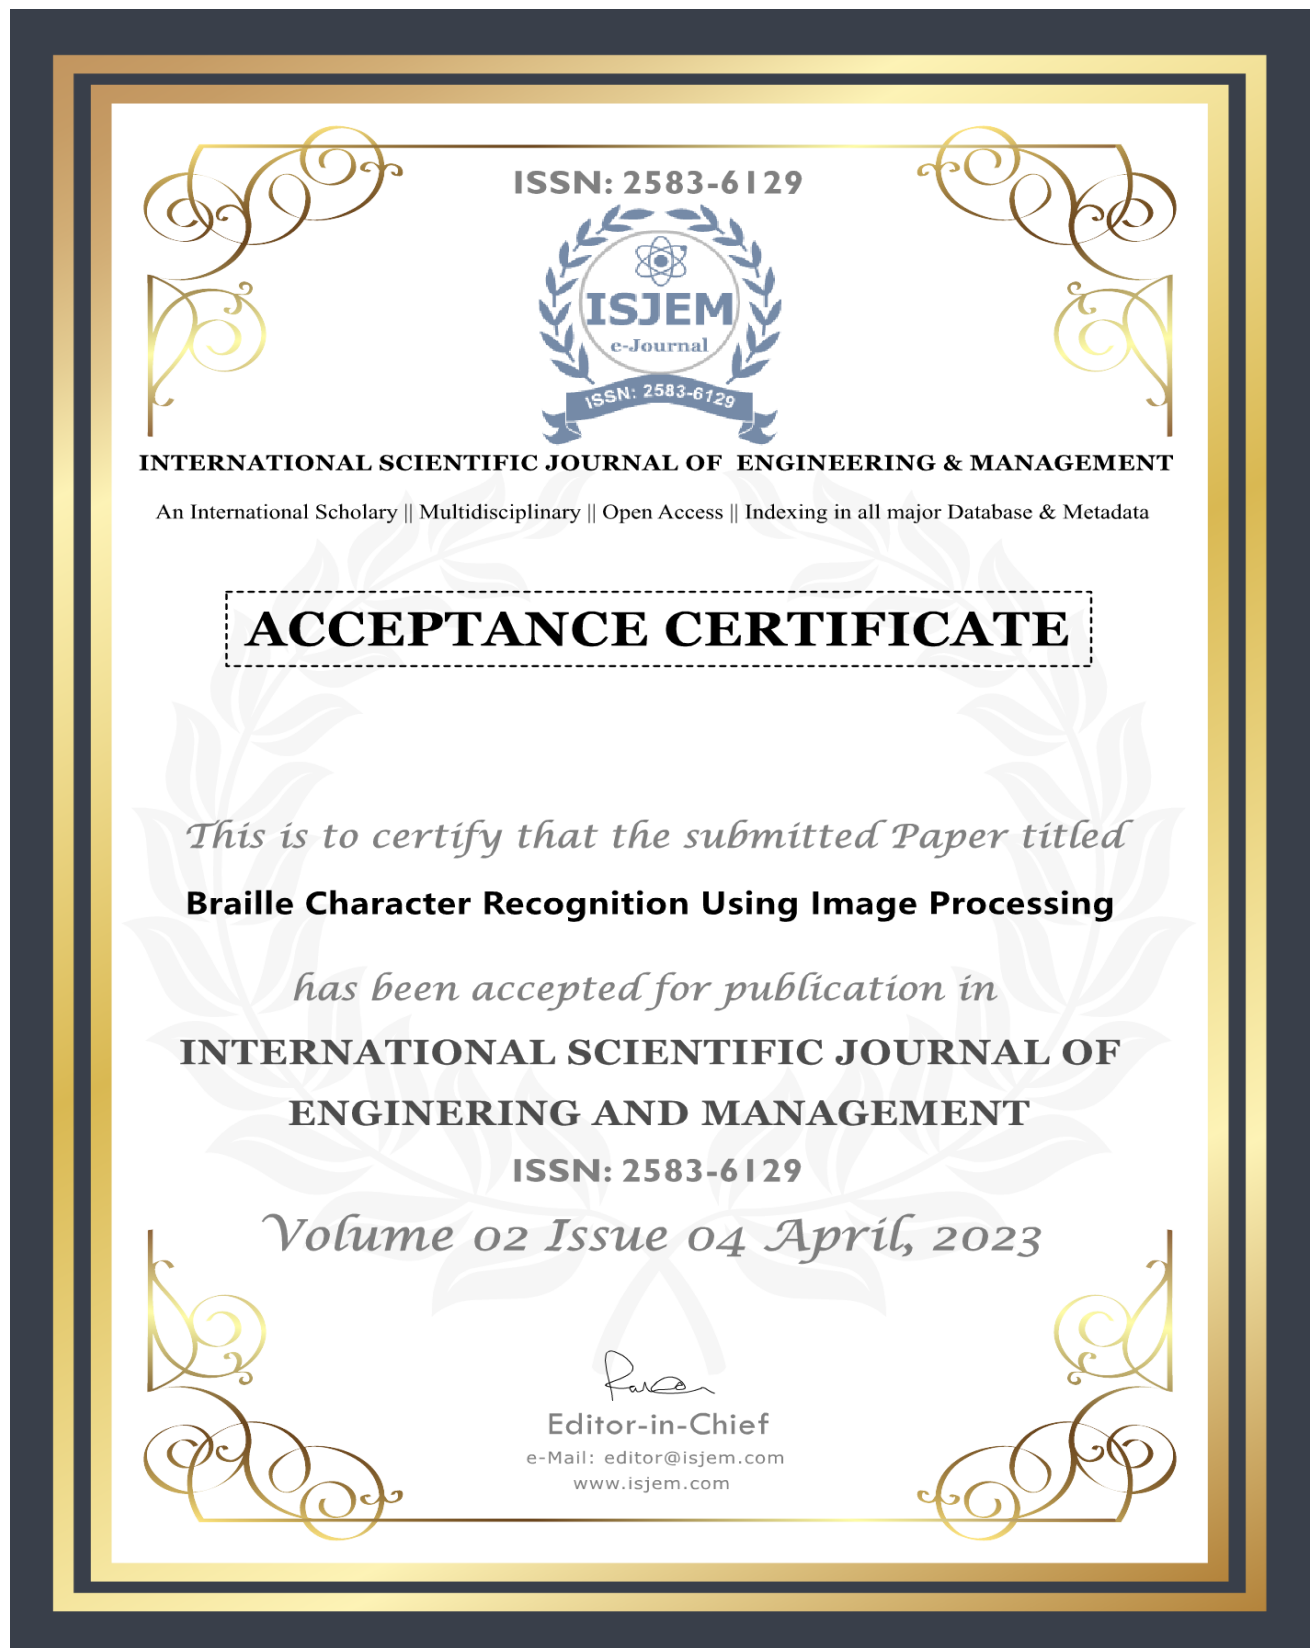 ISSN: 2583-6129
ISJEM
e-Journal
ISSN: 2583-6129
INTERNATIONAL SCIENTIFIC JOURNAL OF ENGINEERING & MANAGEMENT
An International Scholary || Multidisciplinary || Open Access || Indexing in all major Database & Metadata
ACCEPTANCE CERTIFICATE
This is to certify that the submitted Paper titled
Braille Character Recognition Using Image Processing
has been accepted for publication in
INTERNATIONAL SCIENTIFIC JOURNAL OF
ENGINERING AND MANAGEMENT
ISSN: 2583-6129
Volume 02 Issue 04 April, 2023
Editor-in-Chief
e-Mail: editor@isjem.com
www.isjem.com